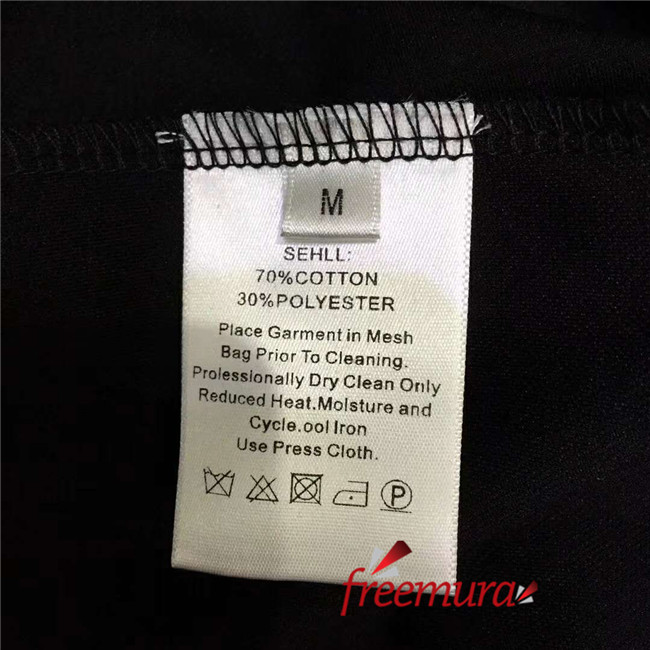 M
SEHLL:
70%COTTON
30%POLYESTER
Place Garment in Mesh
Bag Prior To Cleaning.
Prolessionally Dry Clean Only
Reduced Heat.Molsture and
Cycle.ool Iron
Use Press Cloth.
P
freemura